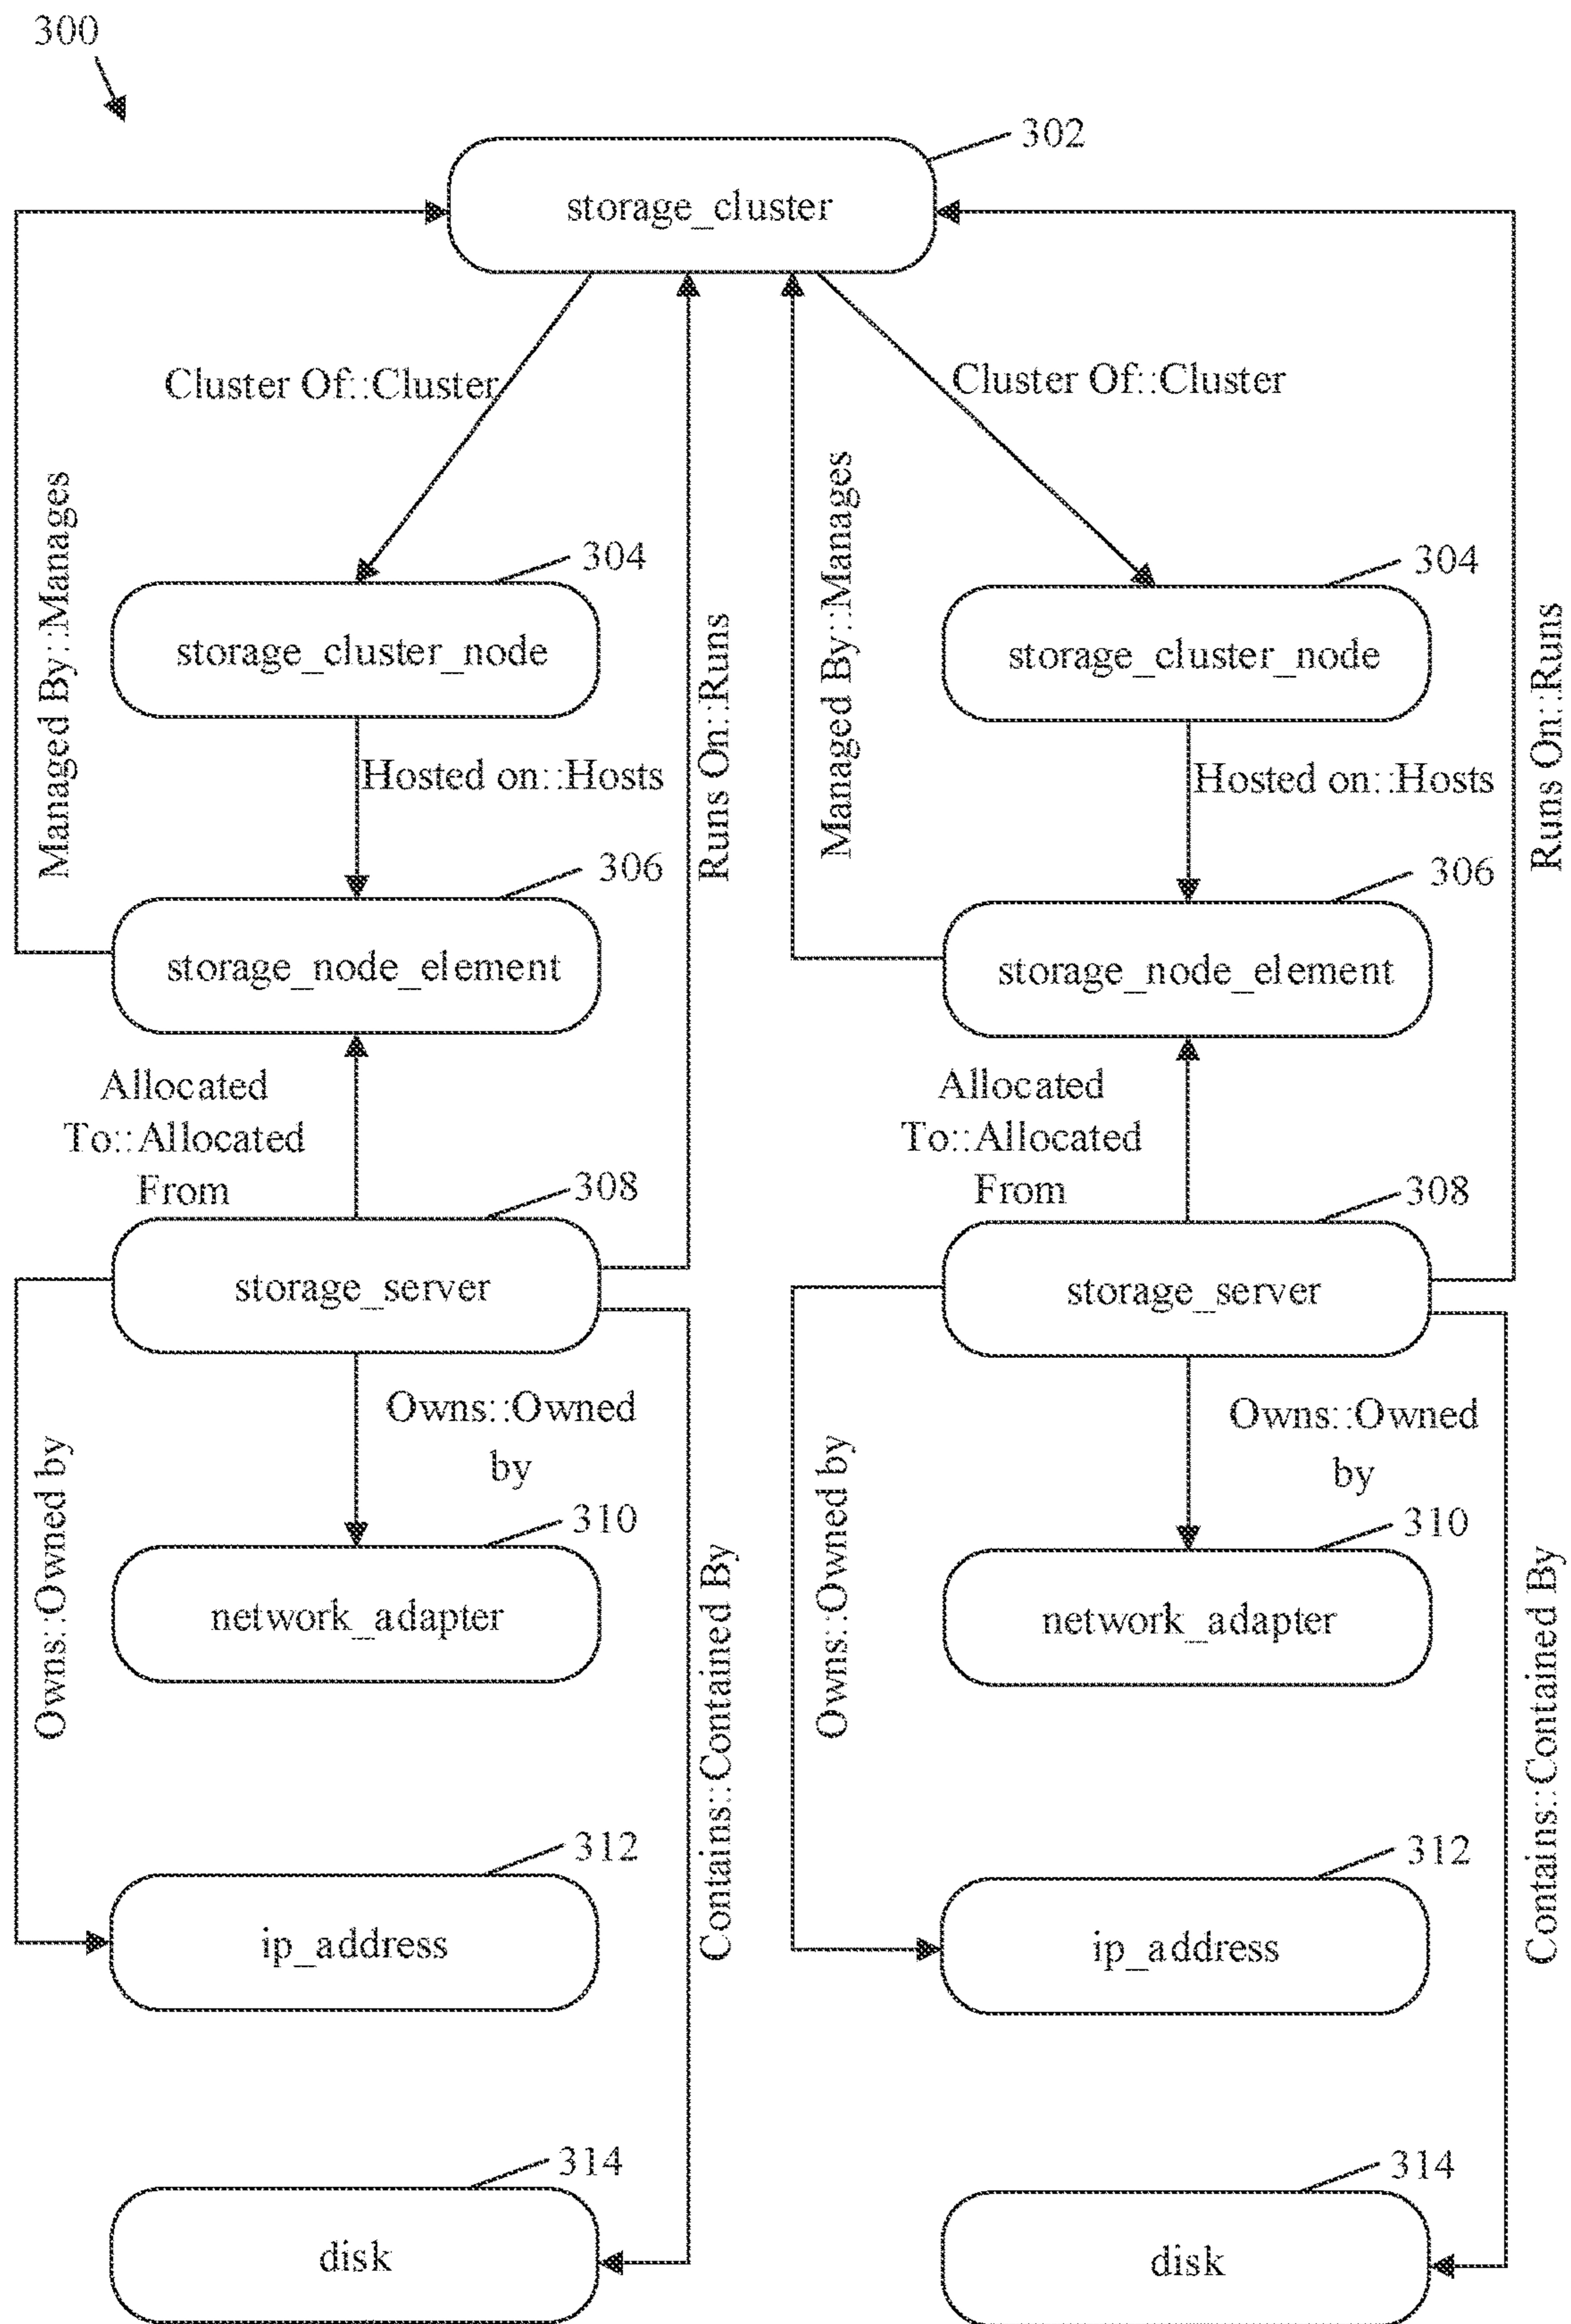 300
302
storage_cluster
Cluster Of::Cluster
Cluster Of::Cluster
Managed By::Manages
Managed By::Manages
304
304
storage_cluster_node
storage_cluster_node
Runs On::Runs
Runs On::Runs
Hosted on::Hosts
Hosted on::Hosts
306
306
storage_node_element
storage_node_element
Allocated
To::Allocated
From
Allocated
To::Allocated
From
308
308
storage_server
storage_server
Owns::Owned
by
Owns::Owned
by
Owns::Owned by
Owns::Owned by
310
310
network_adapter
network_adapter
Contains::Contained By
Contains::Contained By
312
312
ip_address
ip_address
314
314
disk
disk